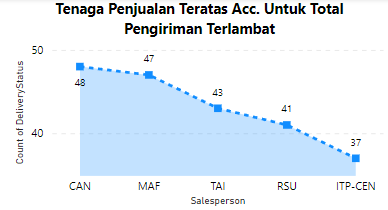 Tenaga Penjualan Teratas Acc. Untuk Total
Pengiriman Terlambat
Count of DeliveryStatus
50
40
48
47
43
41
37
CAN
MAF
TAI
RSU
ITP-CEN
Salesperson